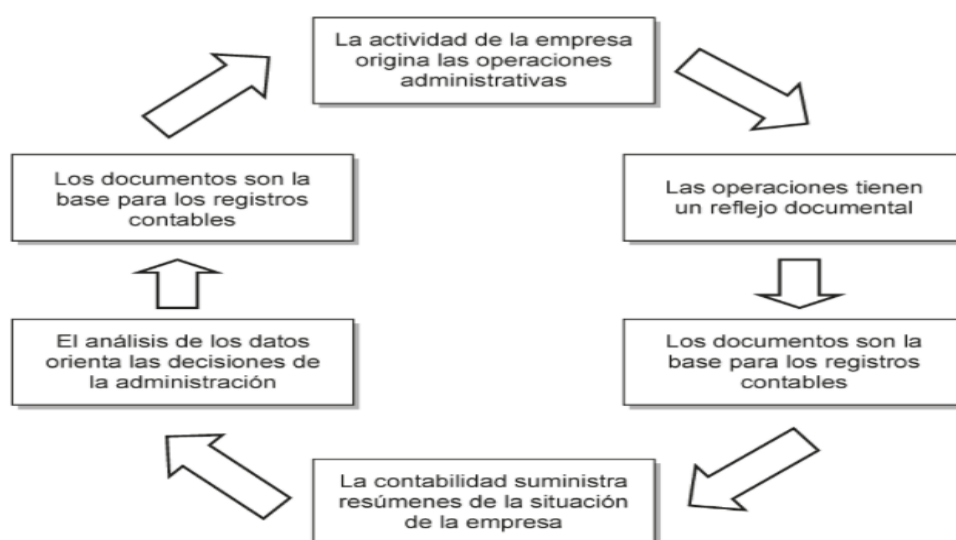 La actividad de la empresa
origina las operaciones
administrativas
Las operaciones tienen
un reflejo documental
Los documentos son la
base para los registros
contables
La contabilidad suministra
resúmenes de la situación
de la empresa
El análisis de los datos
orienta las decisiones de
la administración
Los documentos son la
base para los registros
contables